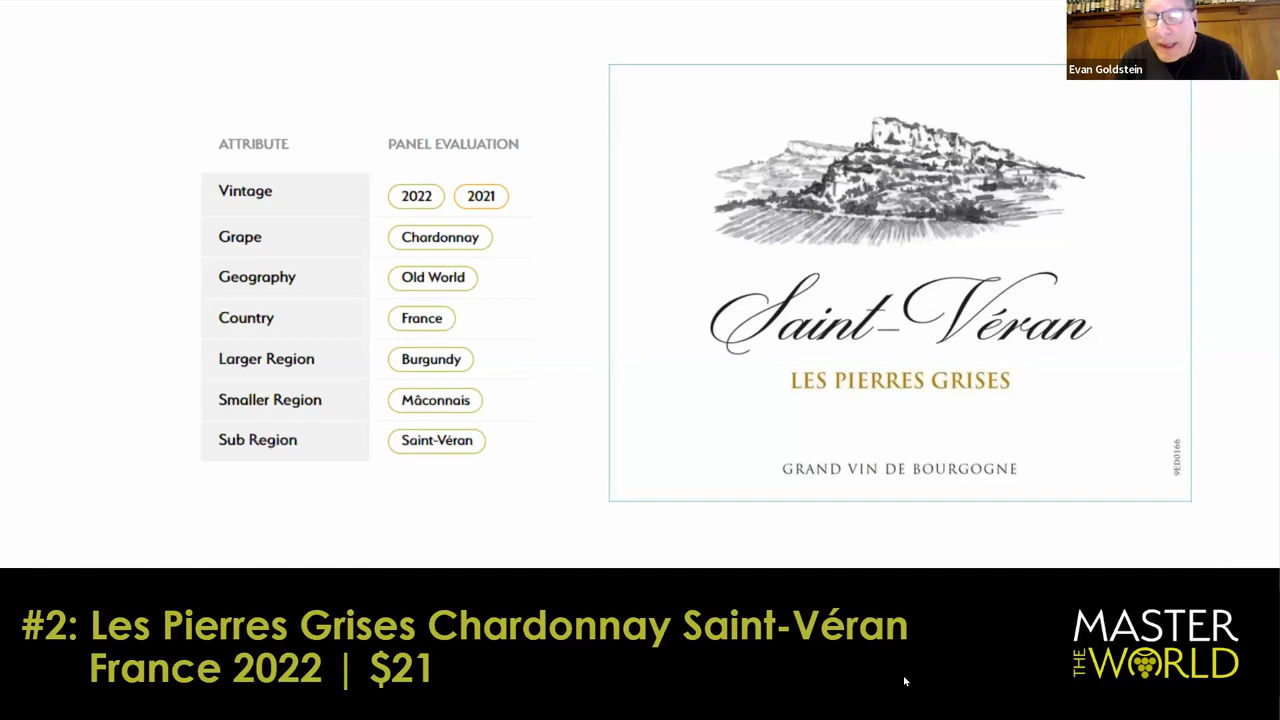 Evan Goldstein
ATTRIBUTE PANEL EVALUATION
Vintage 2022 2021
Grape Chardonnay
Geography Old World
Country France
Larger Region Burgundy
Smaller Region Mâconnais
Sub Region Saint-Véran
Saint-Véran
LES PIERRES GRISES
GRAND VIN DE BOURGOGNE
9ED0166
#2: Les Pierres Grises Chardonnay Saint-Véran
France 2022 | $21
MASTER
THE WORLD